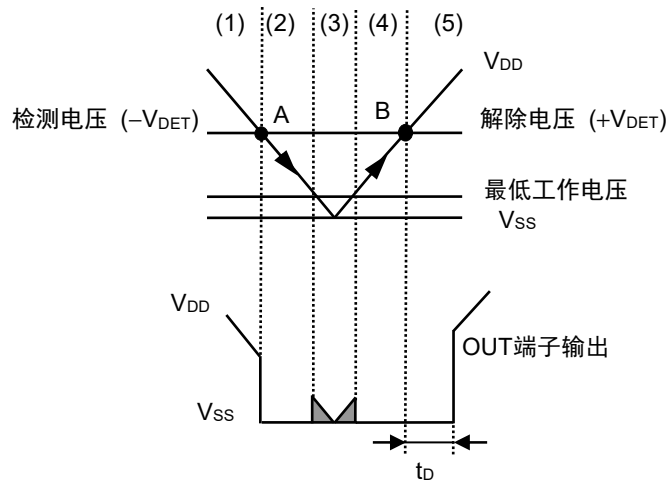 (1) (2) (3) (4) (5)
VDD
A
B
检测电压 (−VDET)
解除电压 (+VDET)
最低工作电压
VSS
VDD
OUT端子输出
VSS
tD